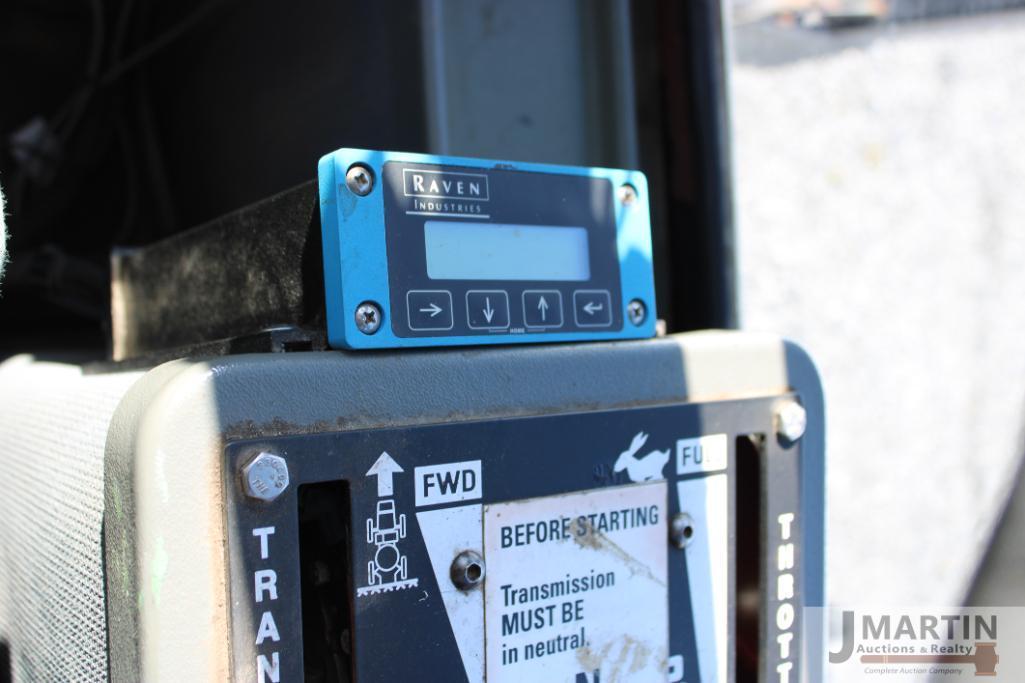 RAVEN
INDUSTRIES
HOME
FWD
BEFORE STARTING
Transmission
MUST BE
in neutral.
TRAN
THROTT
J MARTIN
Auctions & Realty
Complete Auction Company